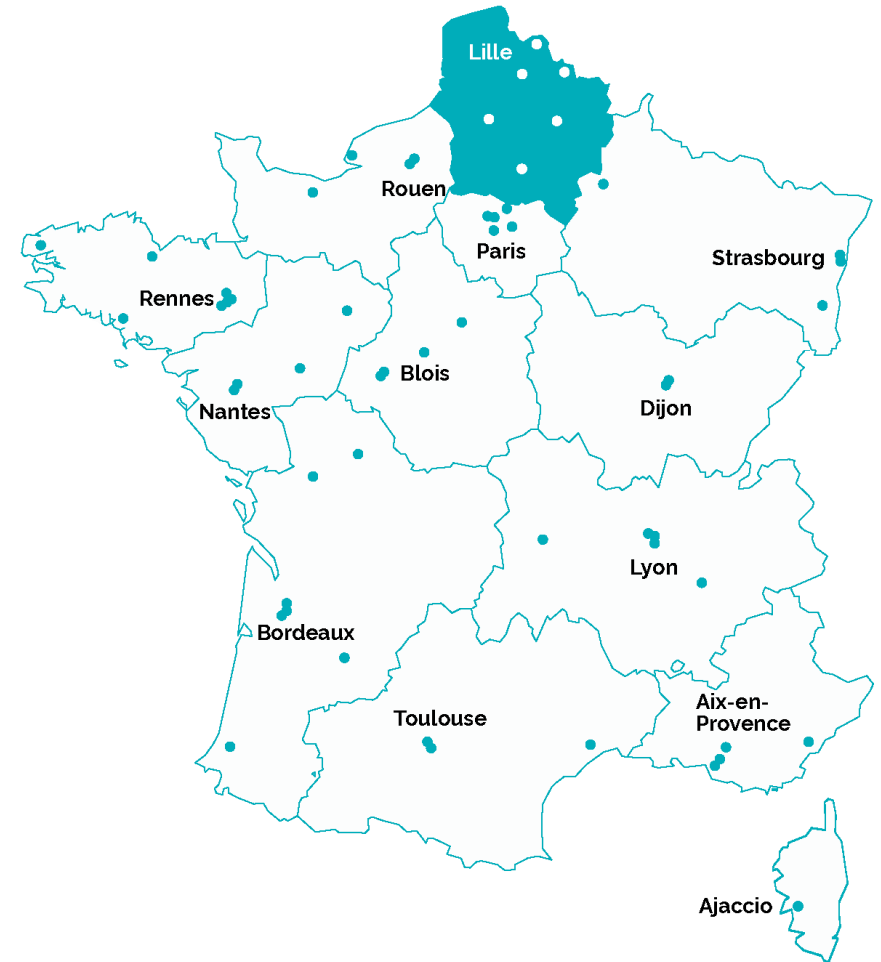 Lille
Rouen
Paris
Strasbourg
Rennes
Blois
Nantes
Dijon
Lyon
Bordeaux
Aix-en-
Provence
Toulouse
Ajaccio